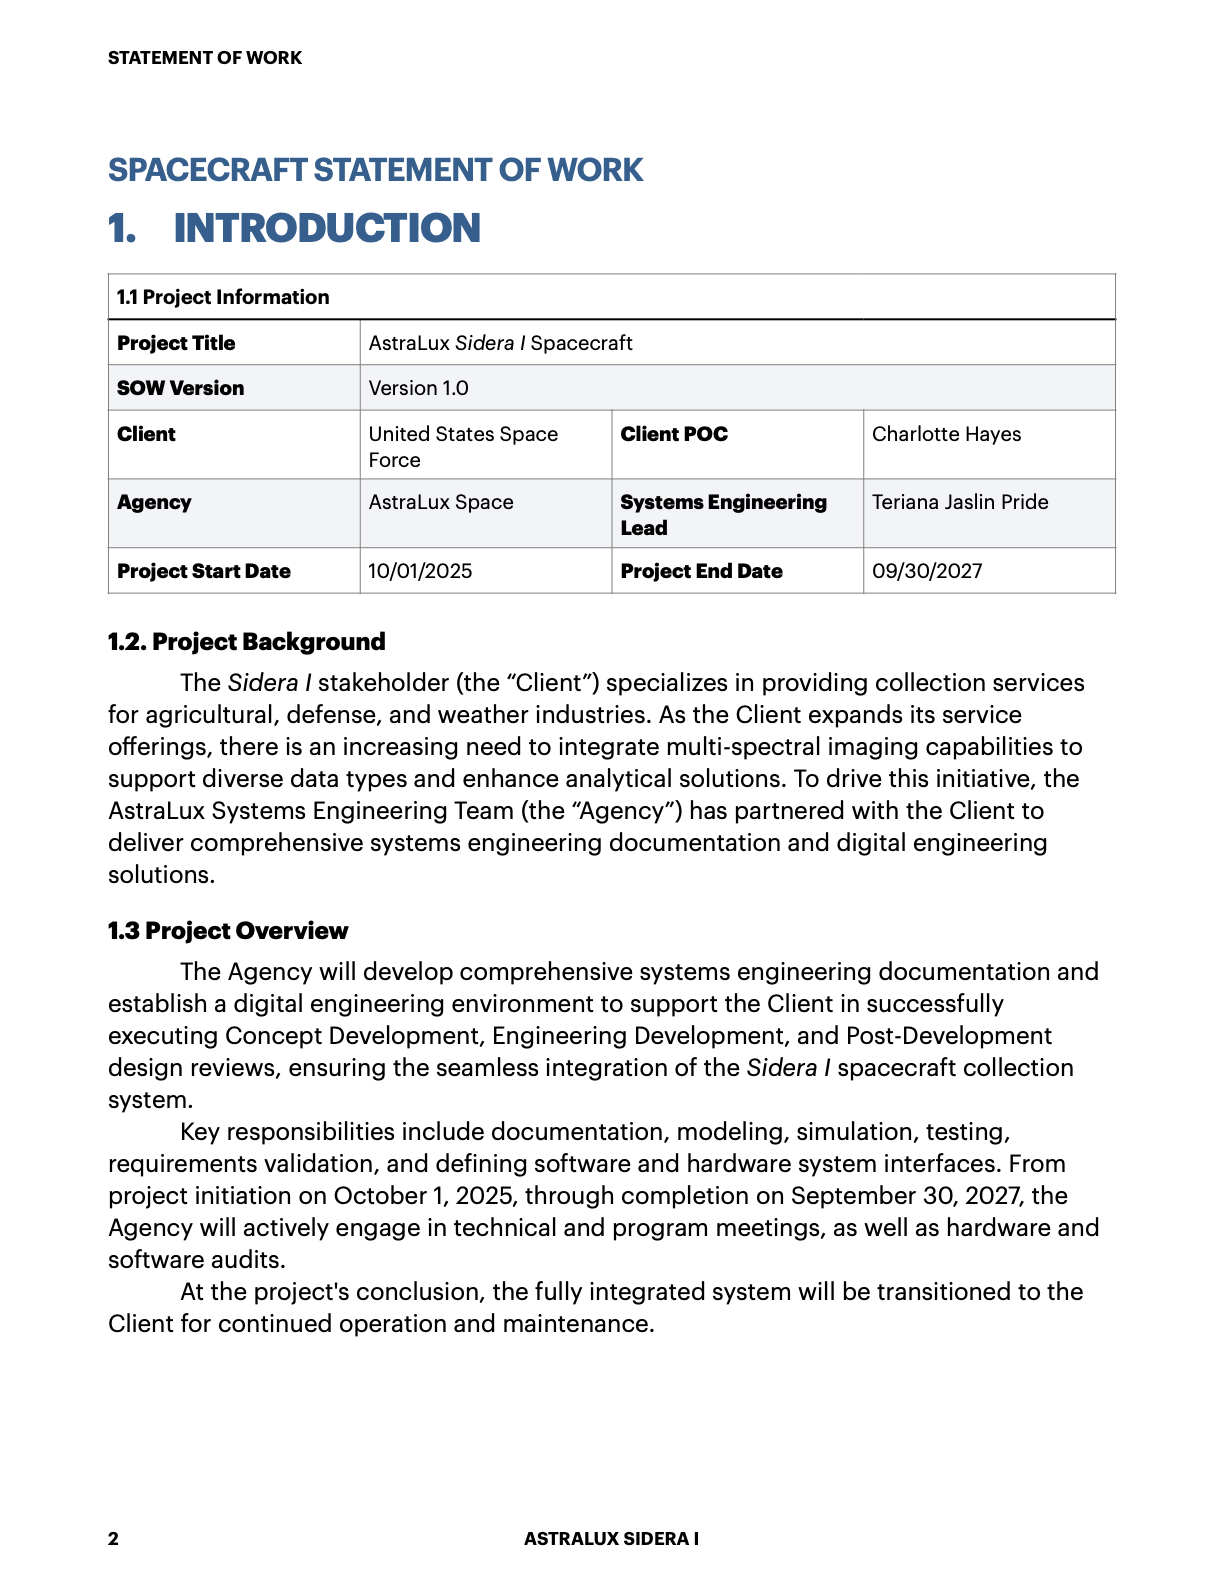 STATEMENT OF WORK
SPACECRAFT STATEMENT OF WORK
1. INTRODUCTION
1.1 Project Information
Project Title AstraLux Sidera I Spacecraft
SOW Version Version 1.0
Client United States Space Force Client POC Charlotte Hayes
Agency AstraLux Space Systems Engineering Lead Teriana Jaslin Pride
Project Start Date 10/01/2025 Project End Date 09/30/2027
1.2. Project Background
The Sidera I stakeholder (the “Client”) specializes in providing collection services
for agricultural, defense, and weather industries. As the Client expands its service
offerings, there is an increasing need to integrate multi-spectral imaging capabilities to
support diverse data types and enhance analytical solutions. To drive this initiative, the
AstraLux Systems Engineering Team (the “Agency”) has partnered with the Client to
deliver comprehensive systems engineering documentation and digital engineering
solutions.
1.3 Project Overview
The Agency will develop comprehensive systems engineering documentation and
establish a digital engineering environment to support the Client in successfully
executing Concept Development, Engineering Development, and Post-Development
design reviews, ensuring the seamless integration of the Sidera I spacecraft collection
system.
Key responsibilities include documentation, modeling, simulation, testing,
requirements validation, and defining software and hardware system interfaces. From
project initiation on October 1, 2025, through completion on September 30, 2027, the
Agency will actively engage in technical and program meetings, as well as hardware and
software audits.
At the project's conclusion, the fully integrated system will be transitioned to the
Client for continued operation and maintenance.
2 ASTRALUX SIDERA I